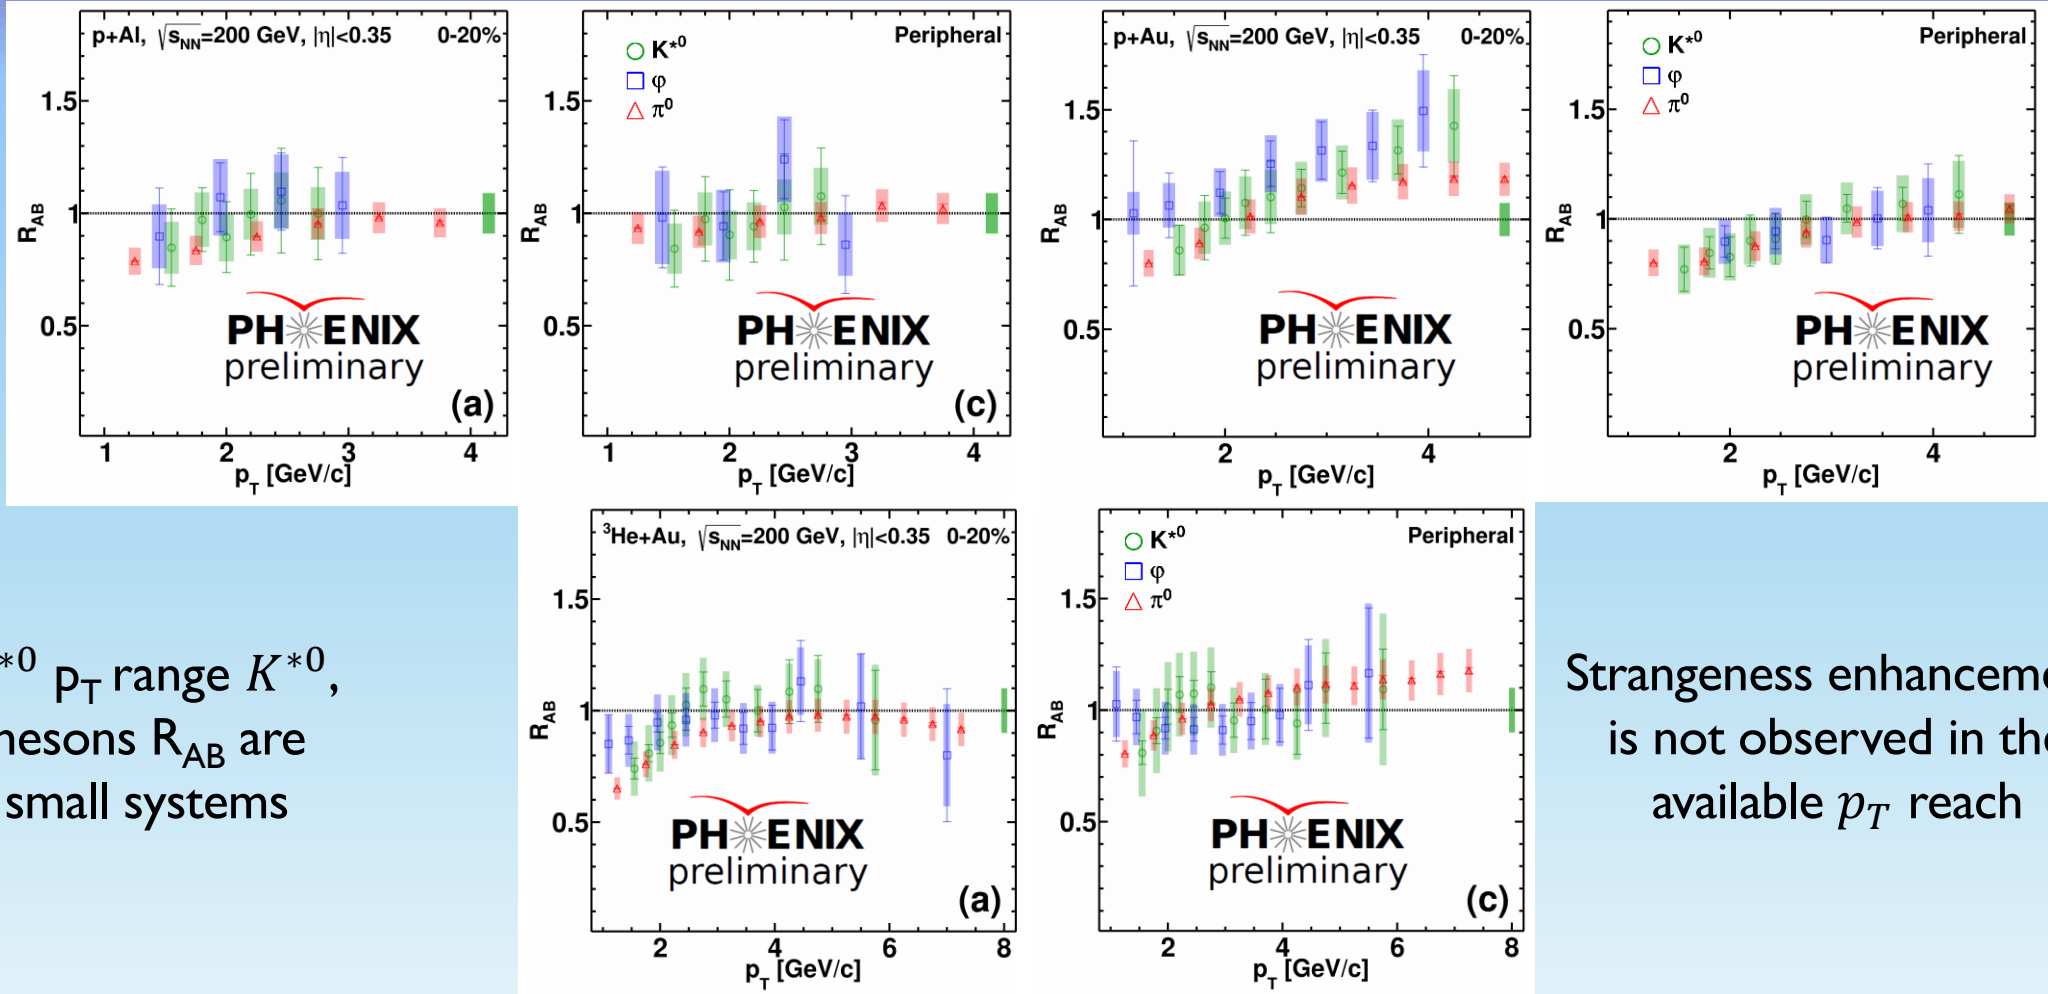 p+Al, √sNN=200 GeV, |η|<0.35 0-20%
RAB
1.5
1
0.5
PHENIX
preliminary
(a)
1 2 3 4
pT [GeV/c]
K*0
φ
π0
Peripheral
RAB
1.5
1
0.5
PHENIX
preliminary
(c)
1 2 3 4
pT [GeV/c]
p+Au, √sNN=200 GeV, |η|<0.35 0-20%
RAB
1.5
1
0.5
PHENIX
preliminary
2 4
pT [GeV/c]
K*0
φ
π0
Peripheral
RAB
1.5
1
0.5
PHENIX
preliminary
2 4
pT [GeV/c]
*0 pT range K*0,
mesons RAB are
small systems
3He+Au, √sNN=200 GeV, |η|<0.35 0-20%
RAB
1.5
1
0.5
PHENIX
preliminary
(a)
2 4 6 8
pT [GeV/c]
K*0
φ
π0
Peripheral
RAB
1.5
1
0.5
PHENIX
preliminary
(c)
2 4 6 8
pT [GeV/c]
Strangeness
is not observed in the
available pT reach